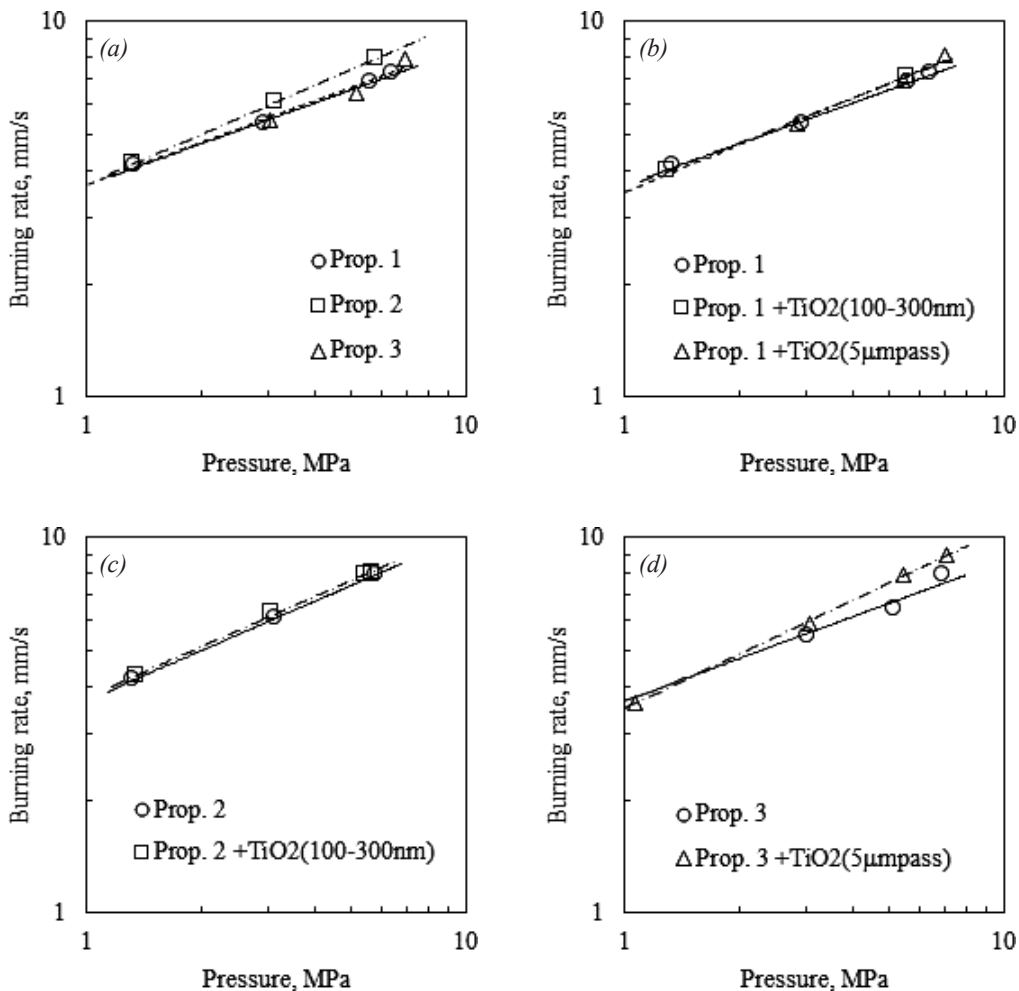 10
(a)
Burning rate, mm/s
Prop. 1
Prop. 2
Prop. 3
1
1
10
Pressure, MPa
10
(b)
Burning rate, mm/s
Prop. 1
Prop. 1 +TiO2(100-300nm)
Prop. 1 +TiO2(5μmpass)
1
1
10
Pressure, MPa
10
(c)
Burning rate, mm/s
Prop. 2
Prop. 2 +TiO2(100-300nm)
1
1
10
Pressure, MPa
10
(d)
Burning rate, mm/s
Prop. 3
Prop. 3 +TiO2(5μmpass)
1
1
10
Pressure, MPa